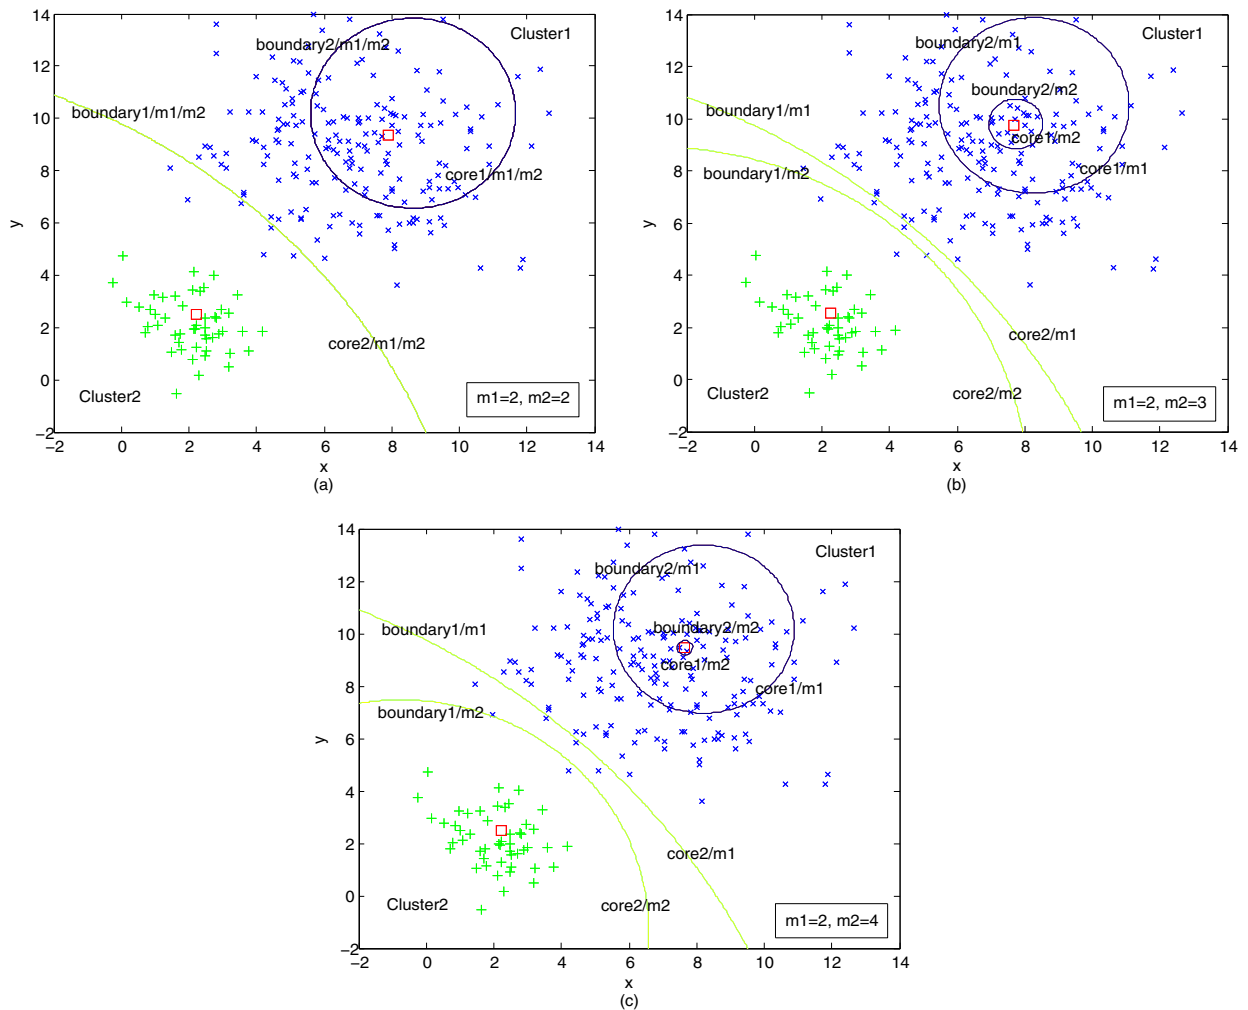 14
12
10
8
6
4
2
0
−2
y
Cluster1
boundary2/m1/m2
boundary1/m1/m2
core1/m1/m2
core2/m1/m2
Cluster2
m1=2, m2=2
−2 0 2 4 6 8 10 12 14
x
(a)
14
12
10
8
6
4
2
0
−2
y
Cluster1
boundary2/m1
boundary2/m2
boundary1/m1
core1/m2
core1/m1
boundary1/m2
core2/m1
core2/m2
Cluster2
m1=2, m2=3
−2 0 2 4 6 8 10 12 14
x
(b)
14
12
10
8
6
4
2
0
−2
y
Cluster1
boundary2/m1
boundary1/m1
boundary2/m2
core1/m2
core1/m1
boundary1/m2
core2/m1
Cluster2
core2/m2
m1=2, m2=4
−2 0 2 4 6 8 10 12 14
x
(c)